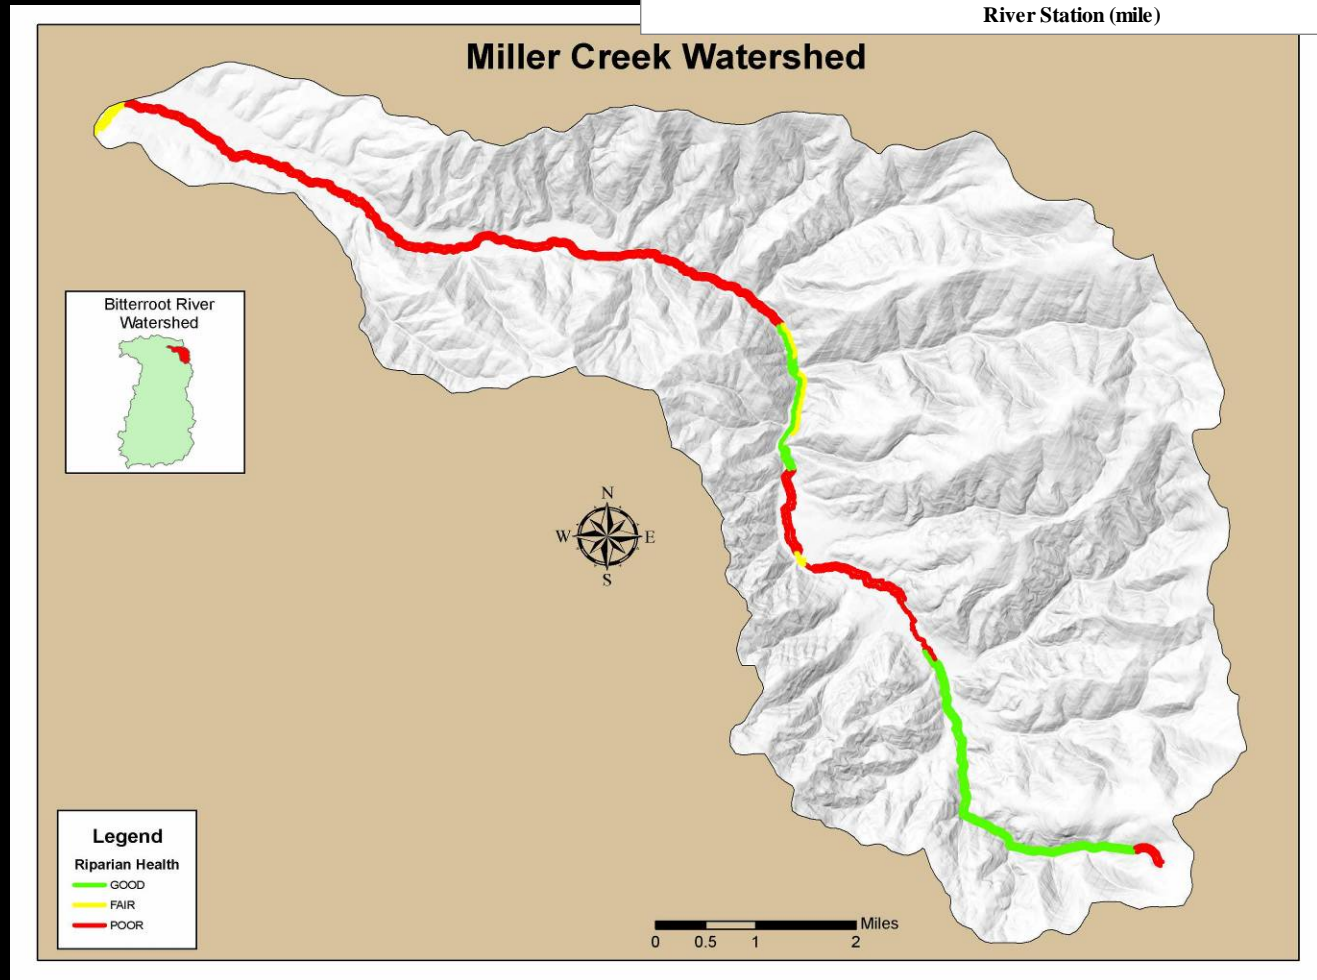 River Station (mile)
Miller Creek Watershed
Bitterroot River
Watershed
N
W E
S
Legend
Riparian Health
GOOD
FAIR
POOR
Miles
0 0.5 1 2